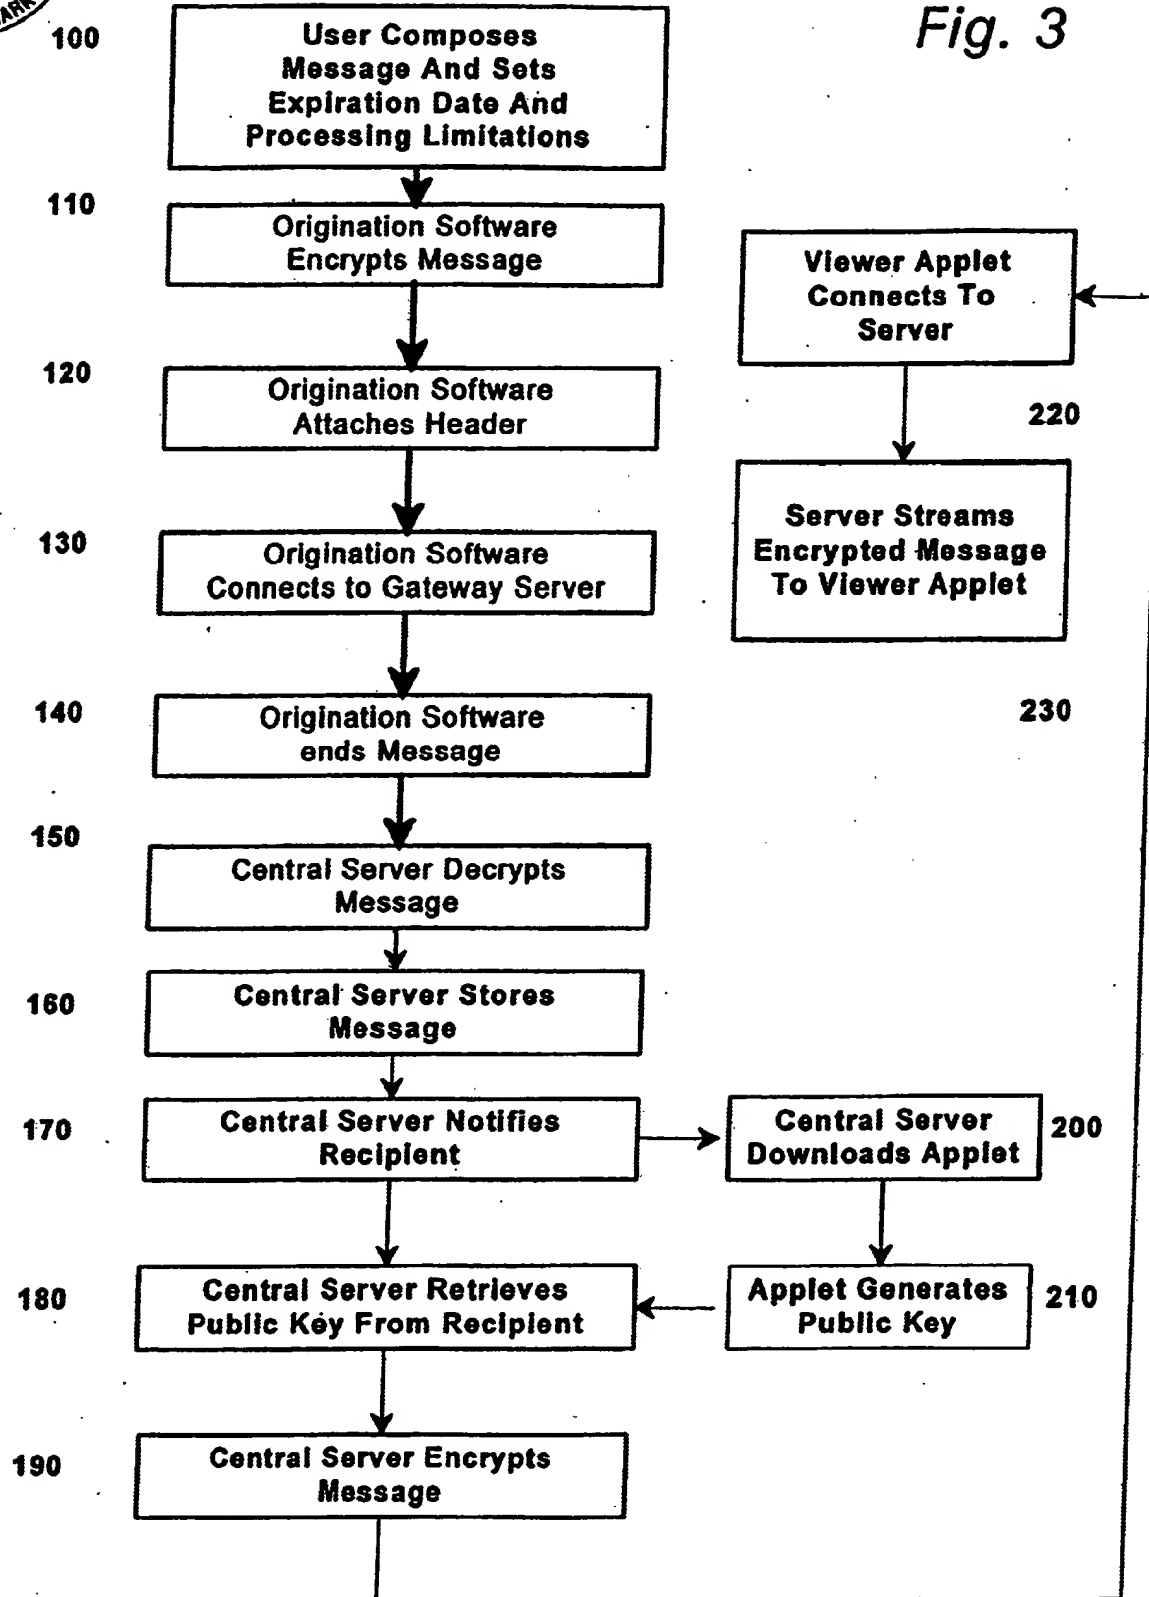 Fig. 3
100
User Composes
Message And Sets
Expiration Date And
Processing Limitations
110
Origination Software
Encrypts Message
120
Origination Software
Attaches Header
130
Origination Software
Connects to Gateway Server
140
Origination Software
ends Message
150
Central Server Decrypts
Message
160
Central Server Stores
Message
170
Central Server Notifies
Recipient
180
Central Server Retrieves
Public Key From Recipient
190
Central Server Encrypts
Message
Central Server
Downloads Applet
200
Applet Generates
Public Key
210
Viewer Applet
Connects To
Server
220
Server Streams
Encrypted Message
To Viewer Applet
230